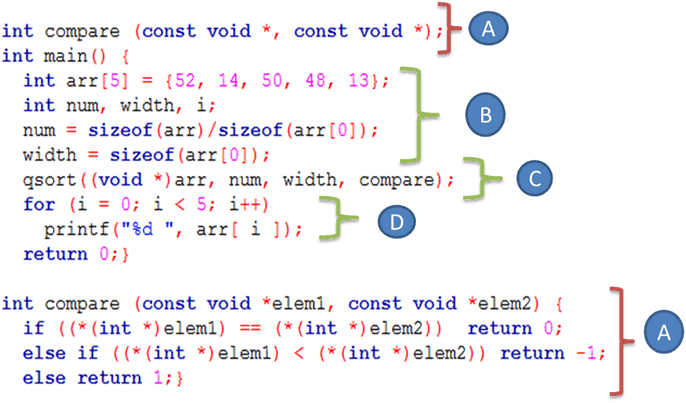 int compare (const void *, const void *); A
int main() {
int arr[5] = {52, 14, 50, 48, 13};
int num, width, i;
num = sizeof(arr)/sizeof(arr[0]); B
width = sizeof(arr[0]);
qsort((void *)arr, num, width, compare); C
for (i = 0; i < 5; i++)
printf("%d ", arr[ i ]); D
return 0;}
int compare (const void *elem1, const void *elem2) {
if ((*(int *)elem1) == (*(int *)elem2))  return 0;
else if ((*(int *)elem1) < (*(int *)elem2)) return -1; A
else return 1;}